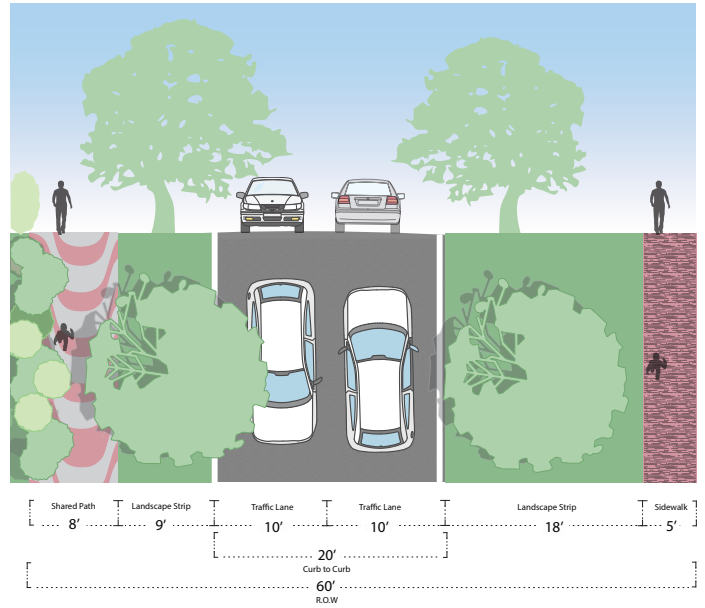 Shared Path
8’
Landscape Strip
9’
Traffic Lane
10’
Traffic Lane
10’
Landscape Strip
18’
Sidewalk
5’
20’
Curb to Curb
60’
R.O.W